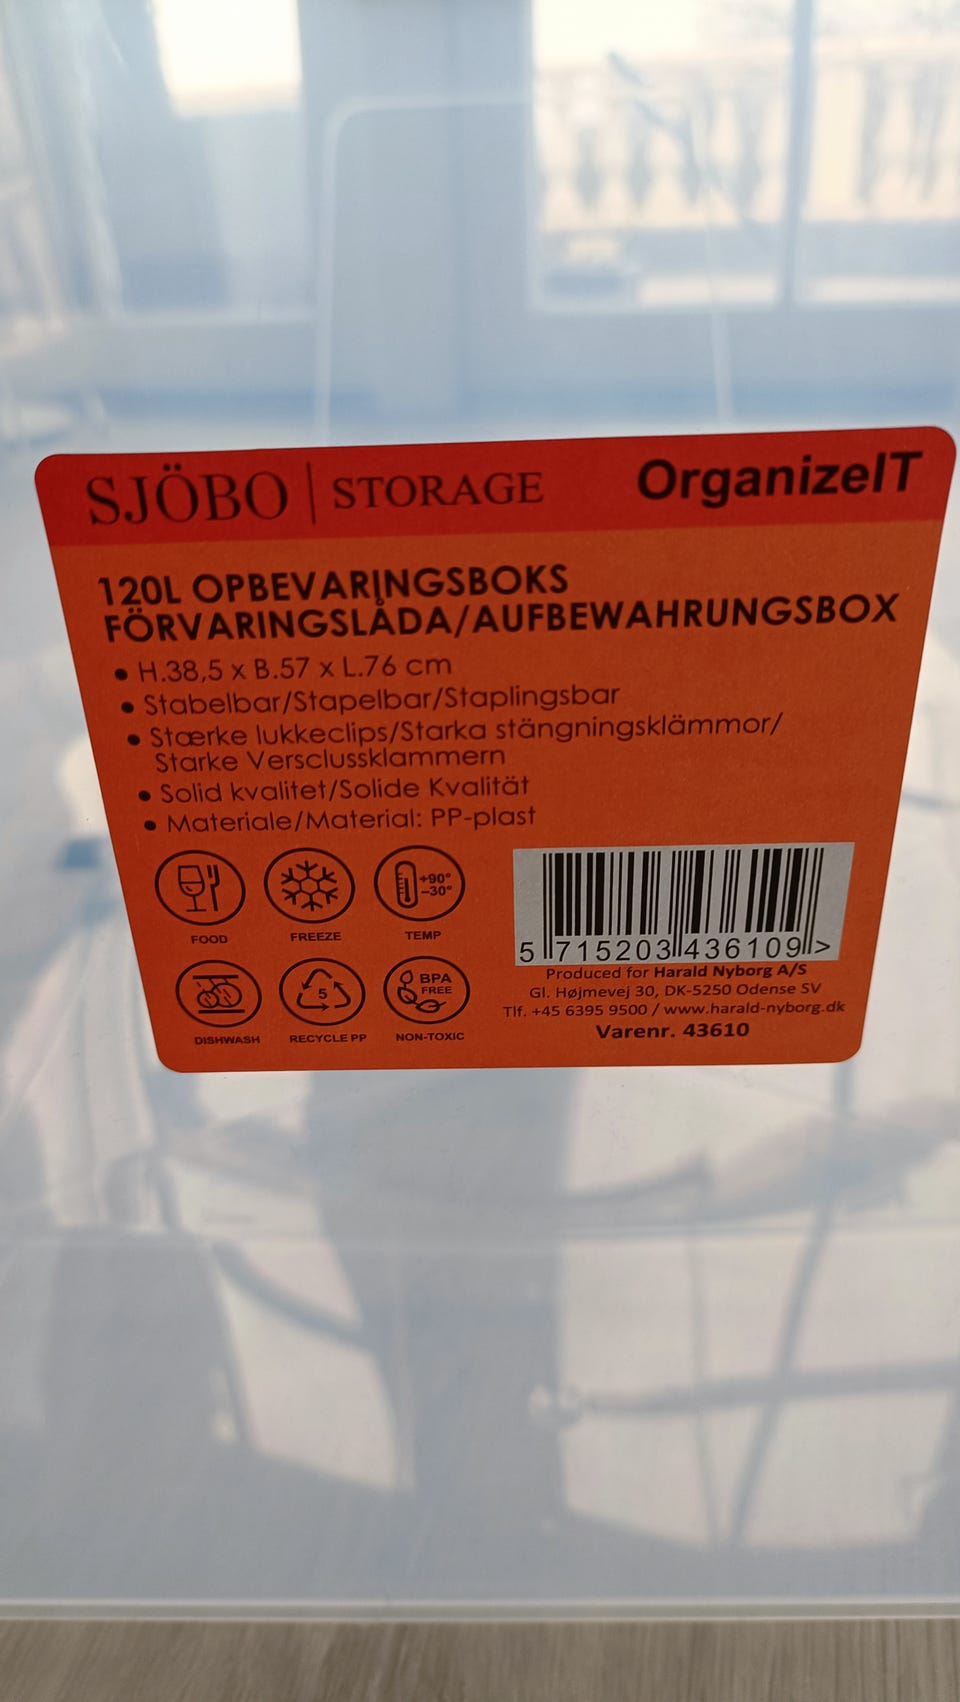 SJÖBO | STORAGE OrganizeIT
120L OPBEVARINGSBOKS
FÖRVARINGSLÅDA/AUFBEWAHRUNGSBOX
• H.38,5 x B.57 x L.76 cm
• Stabelbar/Stapelbar/Staplingsbar
• Stærke lukkeclips/Starka stängningsklämmor/
Starke Versclussklammern
• Solid kvalitet/Solide Kvalität
• Materiale/Material: PP-plast
+90°
-30°
FOOD FREEZE TEMP
5
BPA
FREE
DISHWASH RECYCLE PP NON-TOXIC
5 715203 436109 >
Produced for Harald Nyborg A/S
Gl. Højmevej 30, DK-5250 Odense SV
Tlf. +45 6395 9500 / www.harald-nyborg.dk
Varenr. 43610